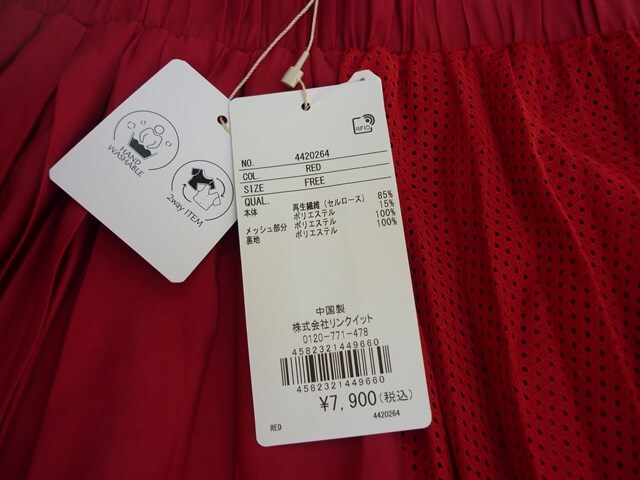 HAND
WASHABLE
2way ITEM
RFID
NO. 4420264
COL. RED
SIZE FREE
QUAL.
本体 再生繊維(セルロース) 85%
ポリエステル 15%
メッシュ部分 ポリエステル 100%
裏地 ポリエステル 100%
中国製
株式会社リンクイット
0120-771-478
4582321449660
4582321449660
¥7,900(税込)
RED 4420264